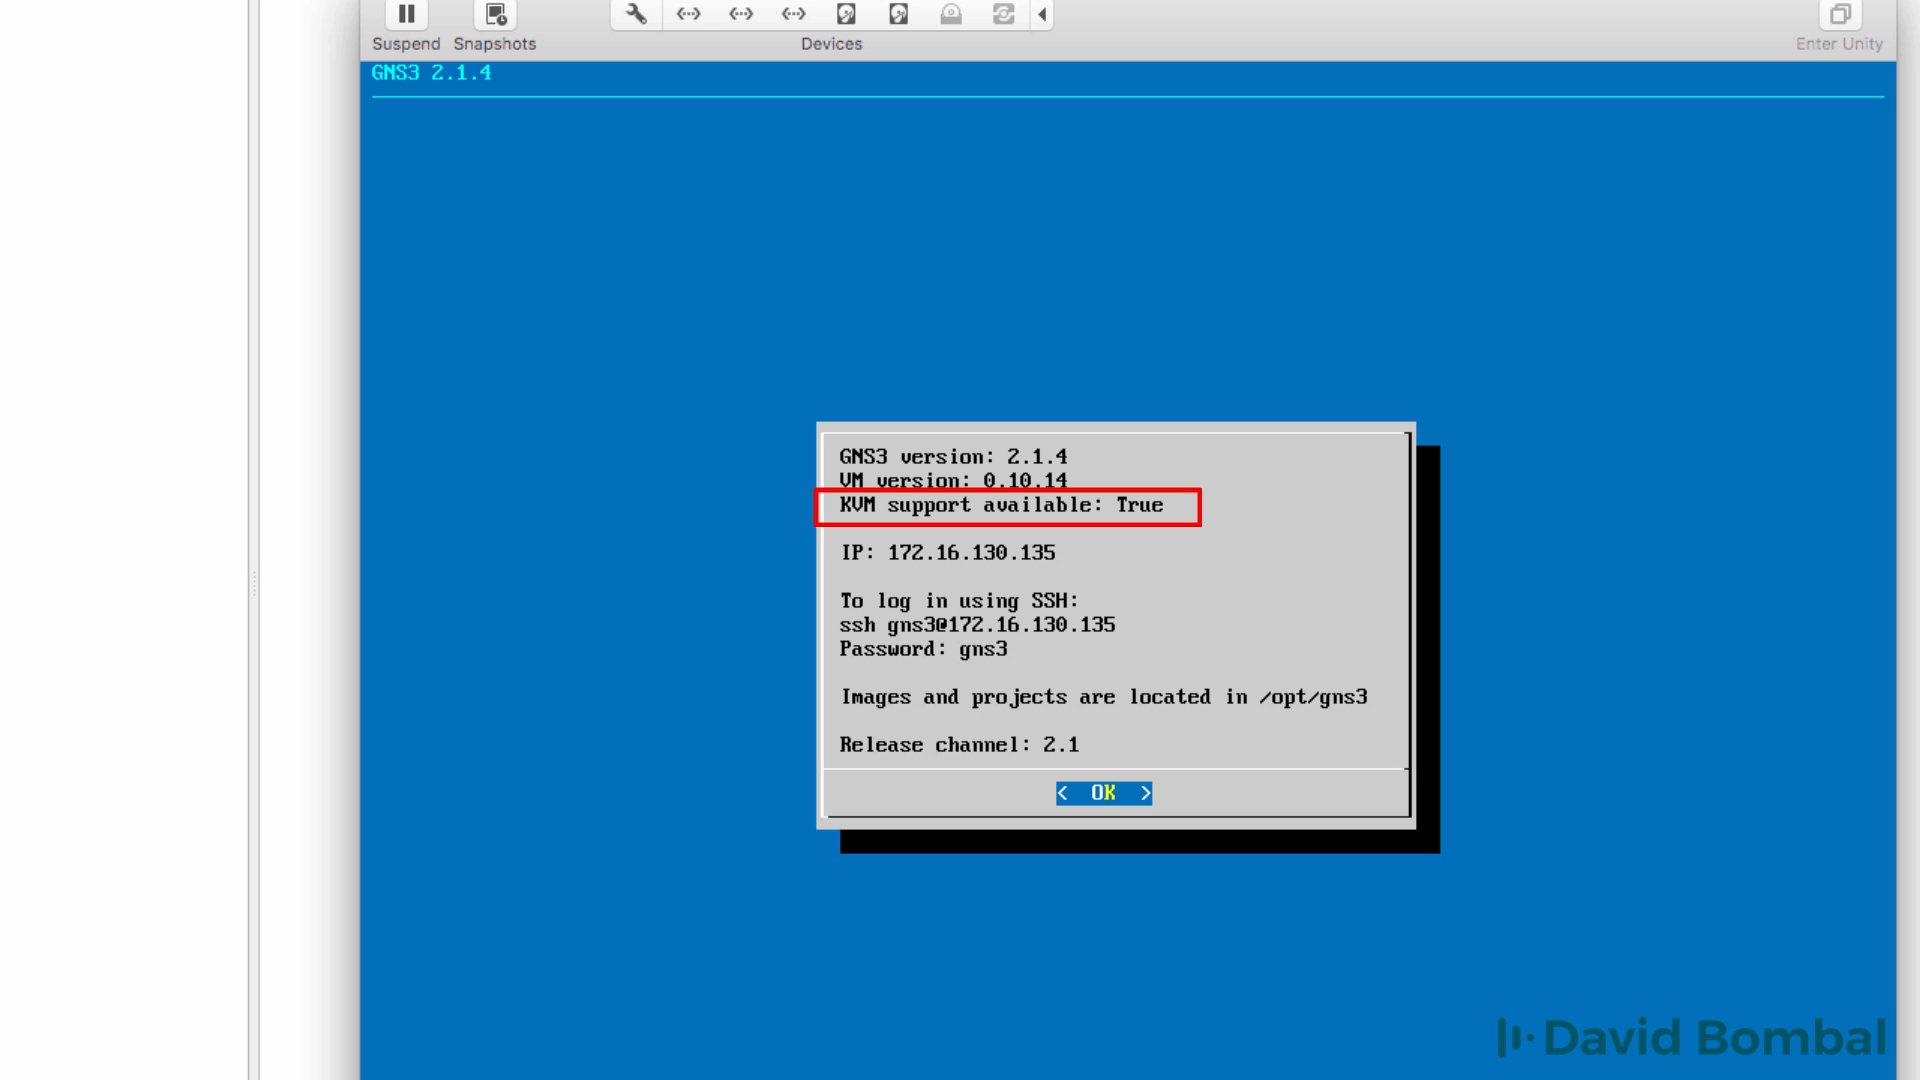 Suspend
Snapshots
Devices
Enter Unity
GNS3 2.1.4
GNS3 version: 2.1.4
VM version: 0.10.14
KVM support available: True
IP: 172.16.130.135
To log in using SSH:
ssh gns3@172.16.130.135
Password: gns3
Images and projects are located in /opt/gns3
Release channel: 2.1
< OK >
David Bombal